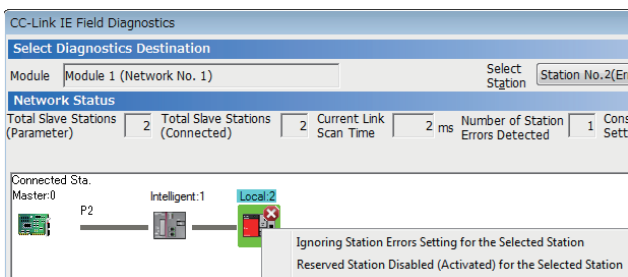 CC-Link IE Field Diagnostics
Select Diagnostics Destination
Module Module 1 (Network No. 1) Select Station Station No.2(Er
Network Status
Total Slave Stations (Parameter) 2 Total Slave Stations (Connected) 2 Current Link Scan Time 2 ms Number of Station Errors Detected 1 Cons Sett
Connected Sta.
Master:0 Intelligent:1 Local:2
P2
Ignoring Station Errors Setting for the Selected Station
Reserved Station Disabled (Activated) for the Selected Station